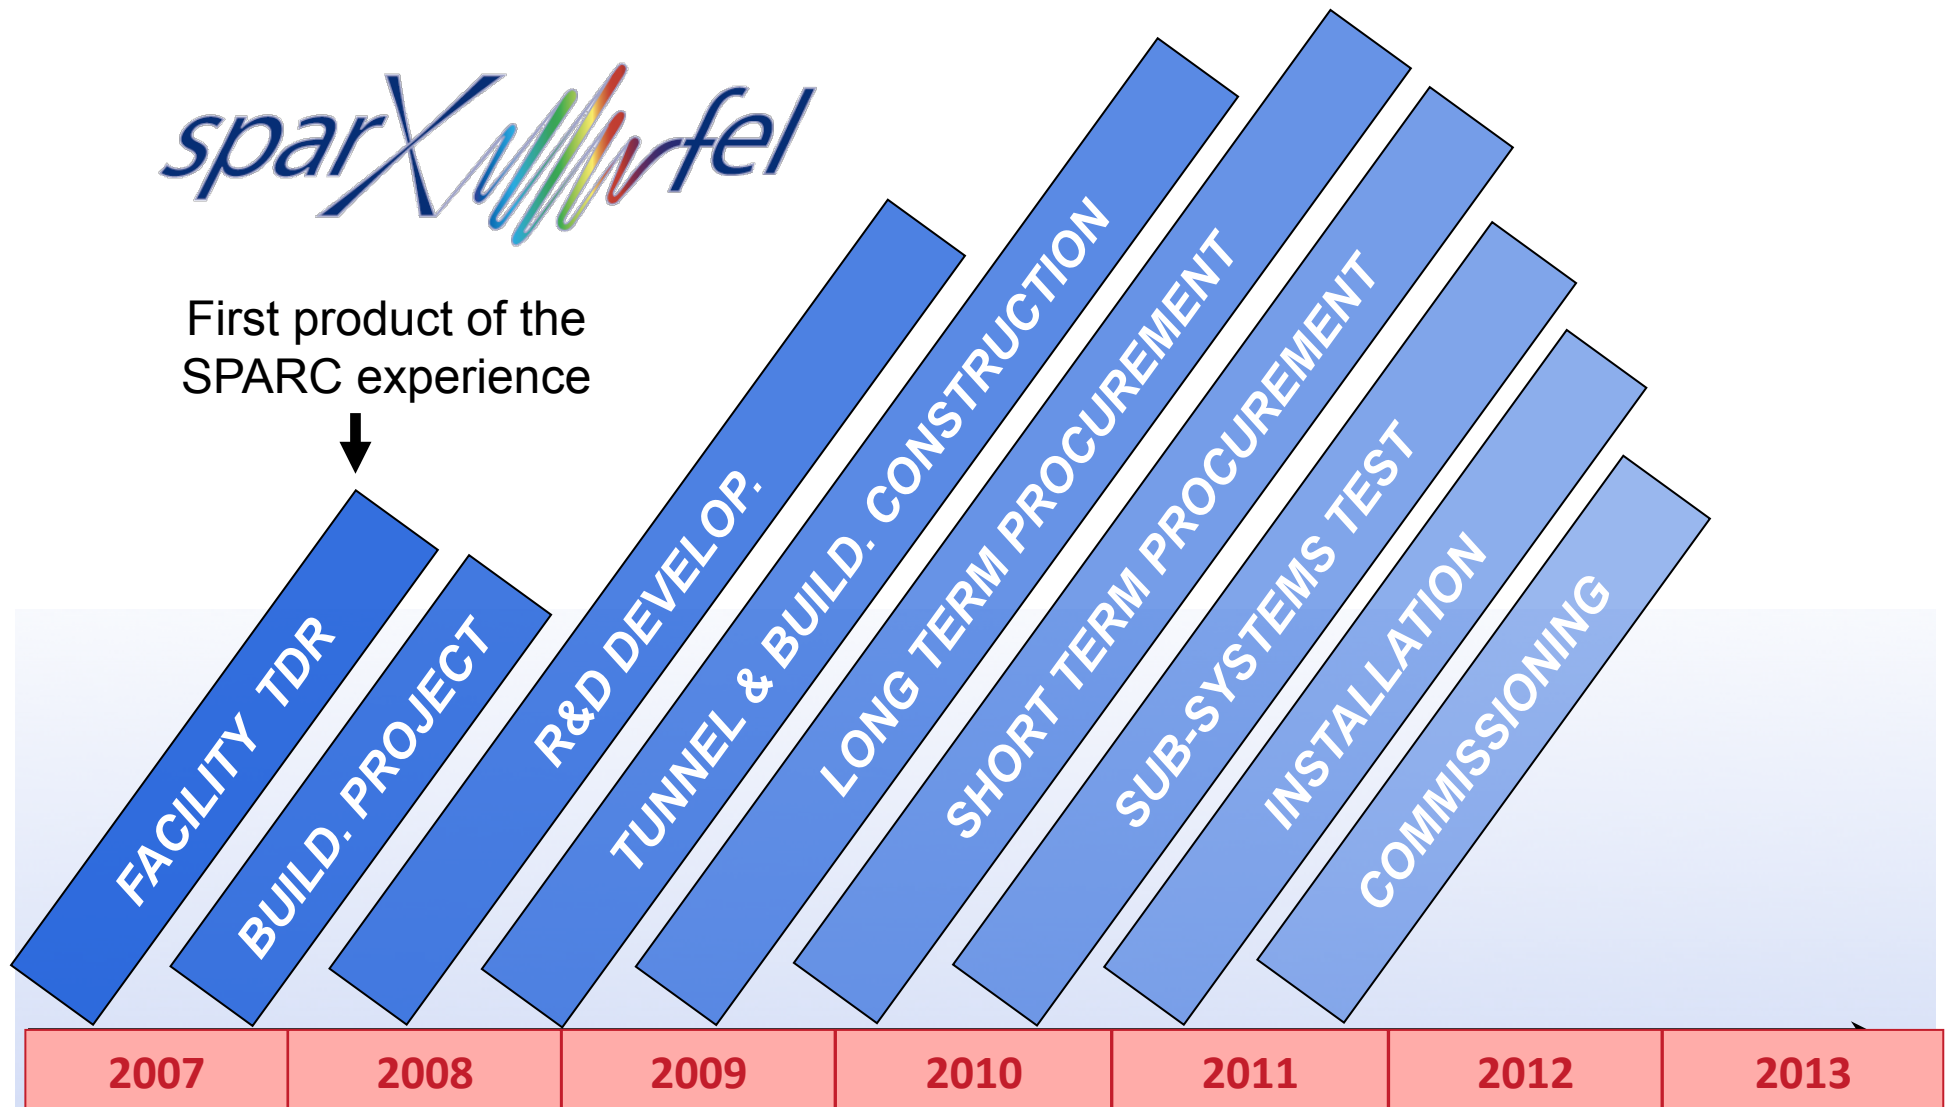 sparX fel
First product of the
SPARC experience
FACILITY TDR
BUILD. PROJECT
R&D DEVELOP.
TUNNEL & BUILD. CONSTRUCTION
LONG TERM PROCUREMENT
SHORT TERM PROCUREMENT
SUB-SYSTEMS TEST
INSTALLATION
COMMISSIONING
2007 2008 2009 2010 2011 2012 2013